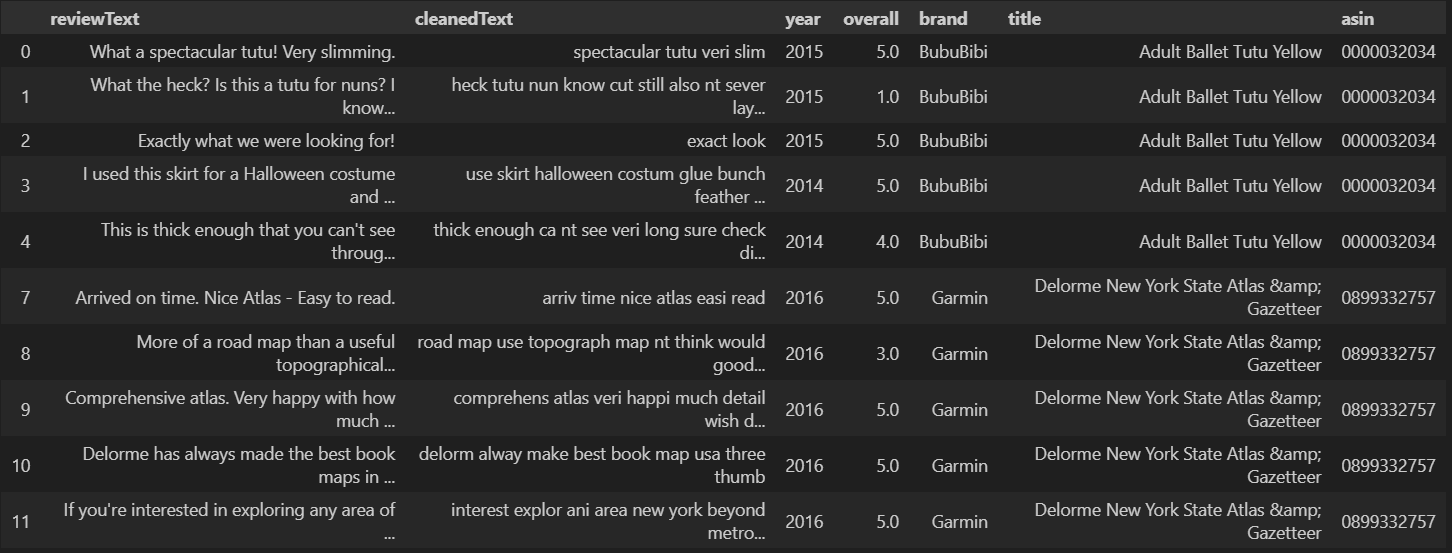 reviewText cleanedText year overall brand title asin
0 What a spectacular tutu! Very slimming. spectacular tutu veri slim 2015 5.0 BubuBibi Adult Ballet Tutu Yellow 0000032034
1 What the heck? Is this a tutu for nuns? I know... heck tutu nun know cut still also nt sever lay... 2015 1.0 BubuBibi Adult Ballet Tutu Yellow 0000032034
2 Exactly what we were looking for! exact look 2015 5.0 BubuBibi Adult Ballet Tutu Yellow 0000032034
3 I used this skirt for a Halloween costume and ... use skirt halloween costum glue bunch feather ... 2014 5.0 BubuBibi Adult Ballet Tutu Yellow 0000032034
4 This is thick enough that you can't see throug... thick enough ca nt see veri long sure check di... 2014 4.0 BubuBibi Adult Ballet Tutu Yellow 0000032034
7 Arrived on time. Nice Atlas - Easy to read. arriv time nice atlas easi read 2016 5.0 Garmin Delorme New York State Atlas &amp; Gazetteer 0899332757
8 More of a road map than a useful topographical... road map use topograph map nt think would good... 2016 3.0 Garmin Delorme New York State Atlas &amp; Gazetteer 0899332757
9 Comprehensive atlas. Very happy with how much ... comprehens atlas veri happi much detail wish d... 2016 5.0 Garmin Delorme New York State Atlas &amp; Gazetteer 0899332757
10 Delorme has always made the best book maps in ... delorm alway make best book map usa three thumb 2016 5.0 Garmin Delorme New York State Atlas &amp; Gazetteer 0899332757
11 If you're interested in exploring any area of ... interest explor ani area new york beyond metro... 2016 5.0 Garmin Delorme New York State Atlas &amp; Gazetteer 0899332757